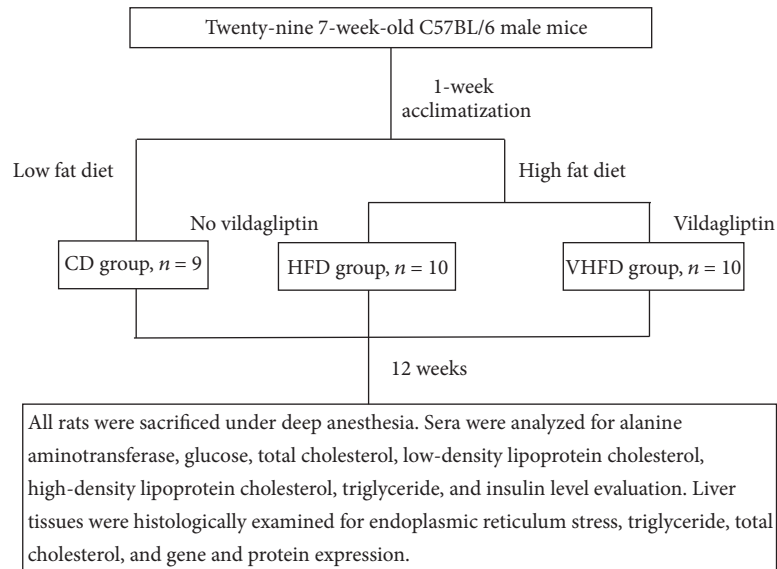 Twenty-nine 7-week-old C57BL/6 male mice
1-week
acclimatization
Low fat diet
High fat diet
No vildagliptin
Vildagliptin
CD group, n = 9
HFD group, n = 10
VHFD group, n = 10
12 weeks
All rats were sacrificed under deep anesthesia. Sera were analyzed for alanine
aminotransferase, glucose, total cholesterol, low-density lipoprotein cholesterol,
high-density lipoprotein cholesterol, triglyceride, and insulin level evaluation. Liver
tissues were histologically examined for endoplasmic reticulum stress, triglyceride, total
cholesterol, and gene and protein expression.